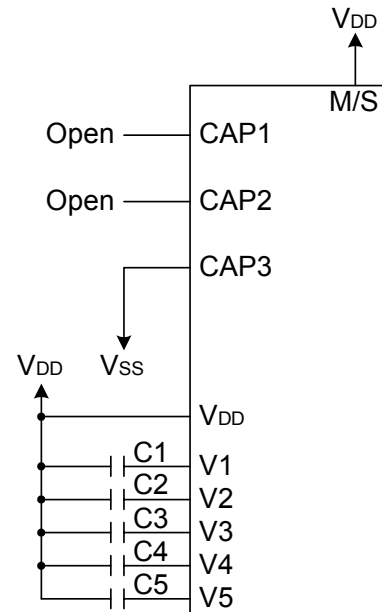 VDD
M/S
Open CAP1
Open CAP2
CAP3
VDD VSS
VDD
C1 V1
C2 V2
C3 V3
C4 V4
C5 V5